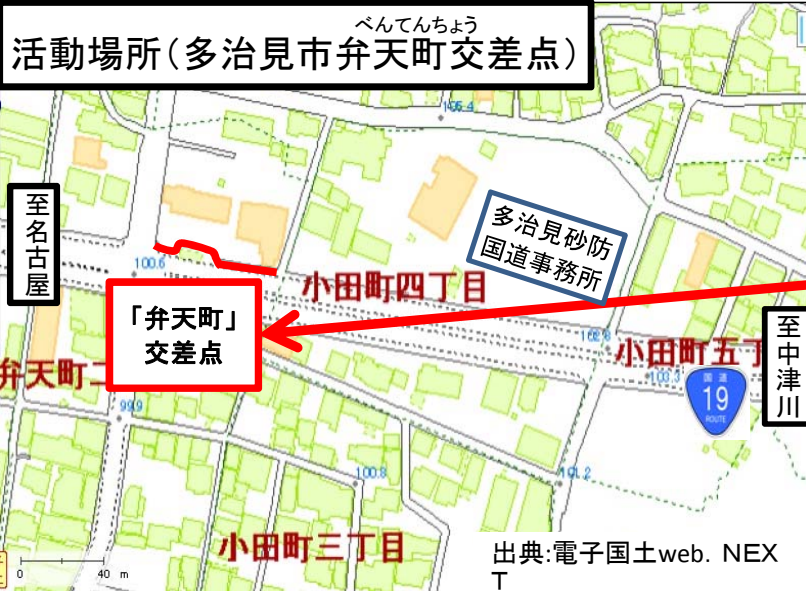 べんてんちょう
活動場所(多治見市弁天町交差点)
105.4
至名古屋
多治見砂防
国道事務所
100.6
小田町四丁目
「弁天町」
交差点
小田町五丁
至中津川
弁天町二
103.3
国道
19
ROUTE
99.9
100.8
101.2
小田町三丁目
出典:電子国土web. NEX
T
0
40 m